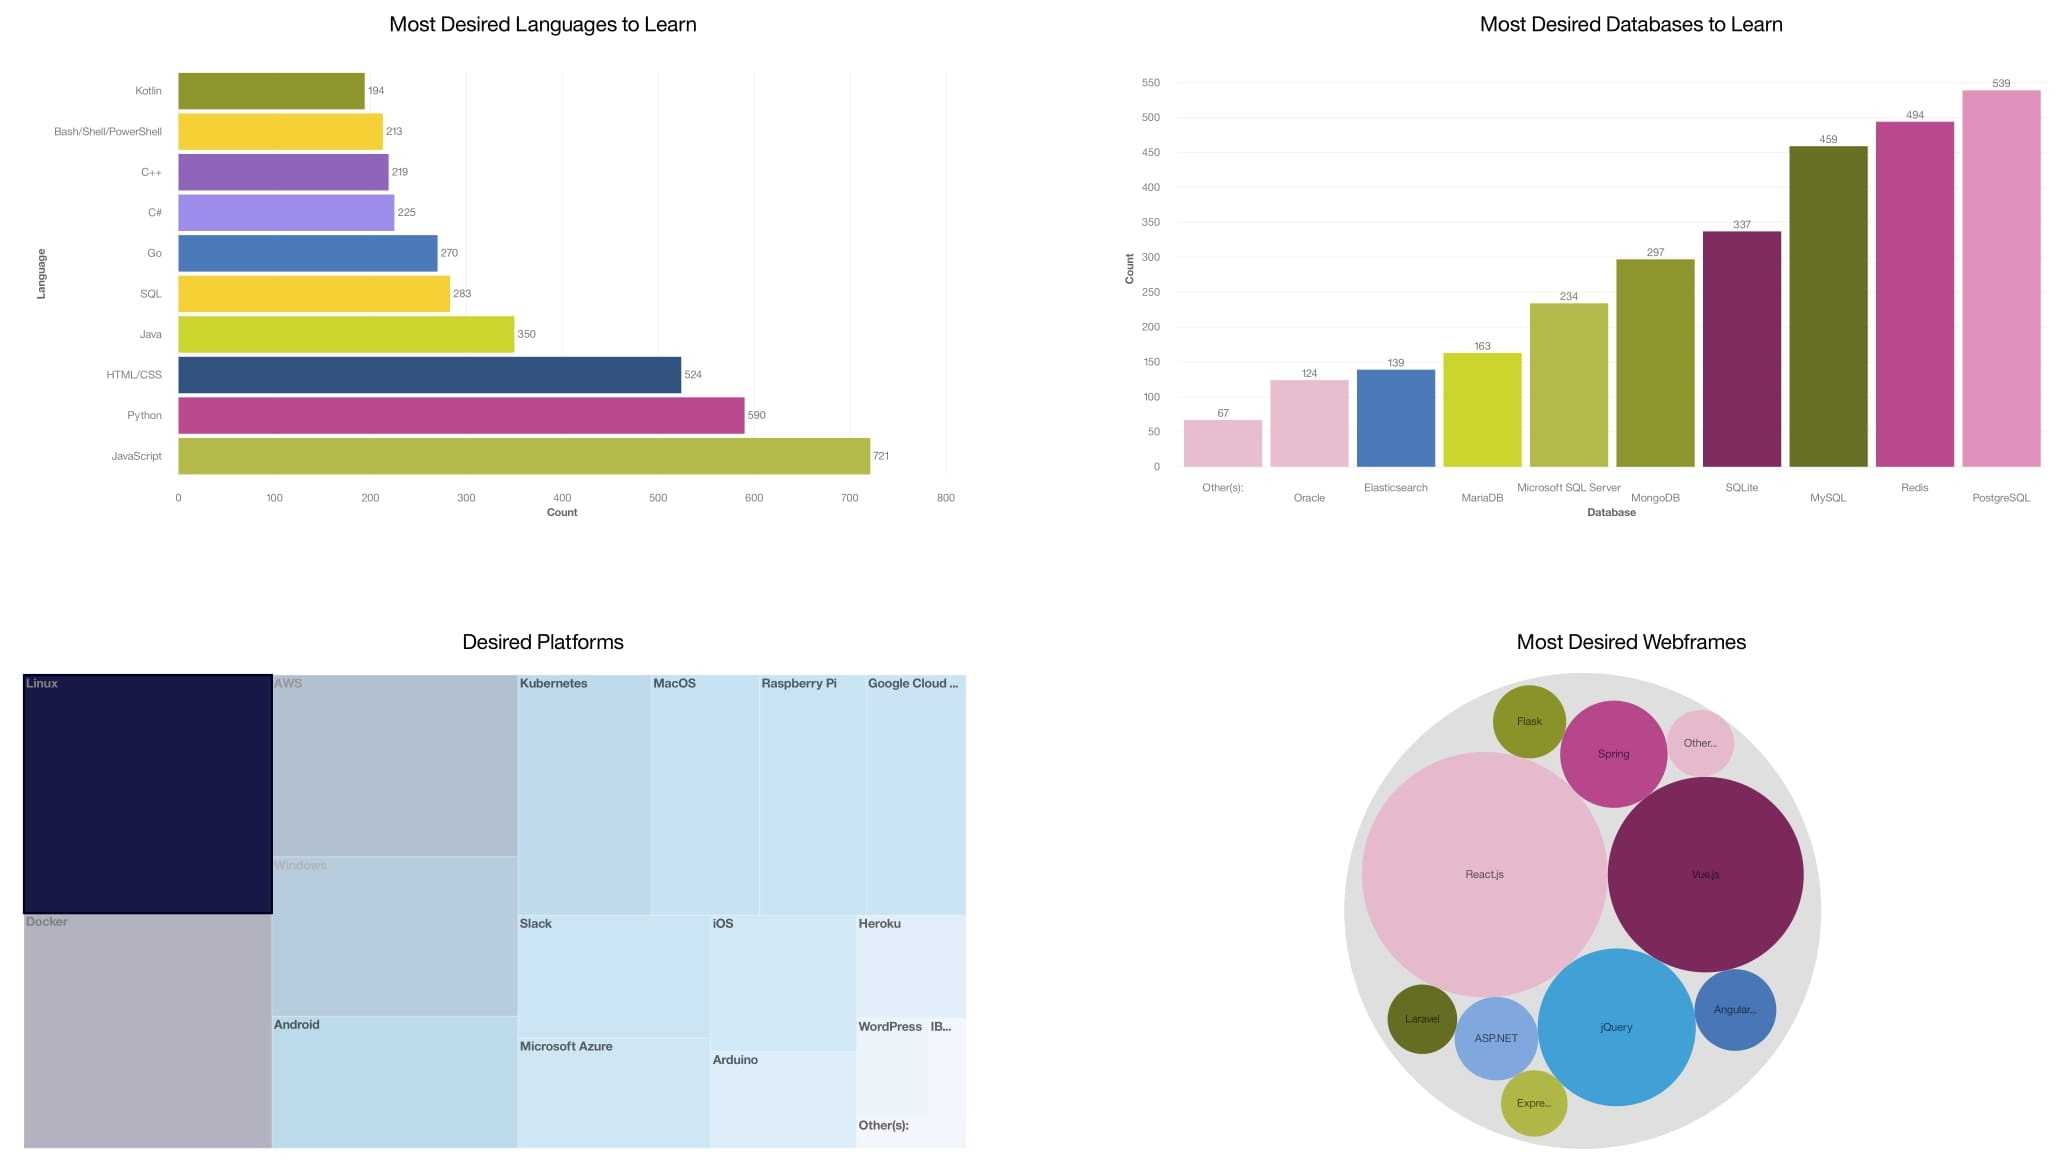 Most Desired Languages to Learn
Language
Kotlin 194
Bash/Shell/PowerShell 213
C++ 219
C# 225
Go 270
SQL 283
Java 350
HTML/CSS 524
Python 590
JavaScript 721
0 100 200 300 400 500 600 700 800
Count
Most Desired Databases to Learn
Count
550
500
450
400
350
300
250
200
150
100
50
0
67 124 139 163 234 297 337 459 494 539
Other(s): Oracle Elasticsearch MariaDB Microsoft SQL Server MongoDB SQLite MySQL Redis PostgreSQL
Database
Desired Platforms
Linux AWS Kubernetes MacOS Raspberry Pi Google Cloud ...
Windows
Docker Slack iOS Heroku
Android WordPress IB...
Microsoft Azure Arduino
Other(s):
Most Desired Webframes
Flask Spring Other...
React.js Vue.js
Laravel ASP.NET jQuery Angular...
Expre...